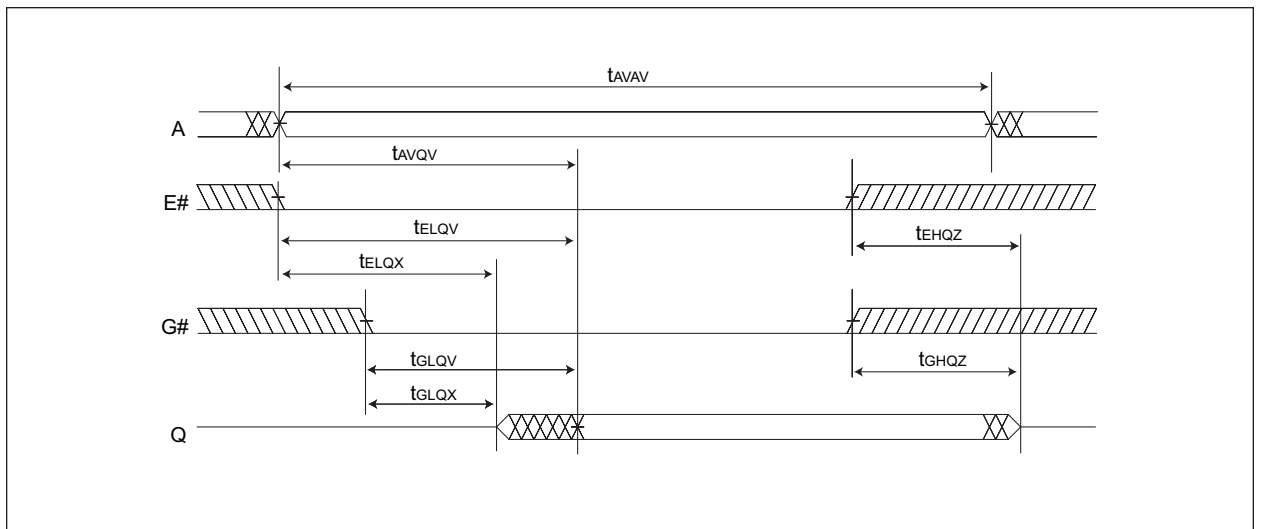 tAVAV
A
tAVQV
E#
tELQV
tEHQZ
tELQX
G#
tGLQV
tGHQZ
tGLQX
Q